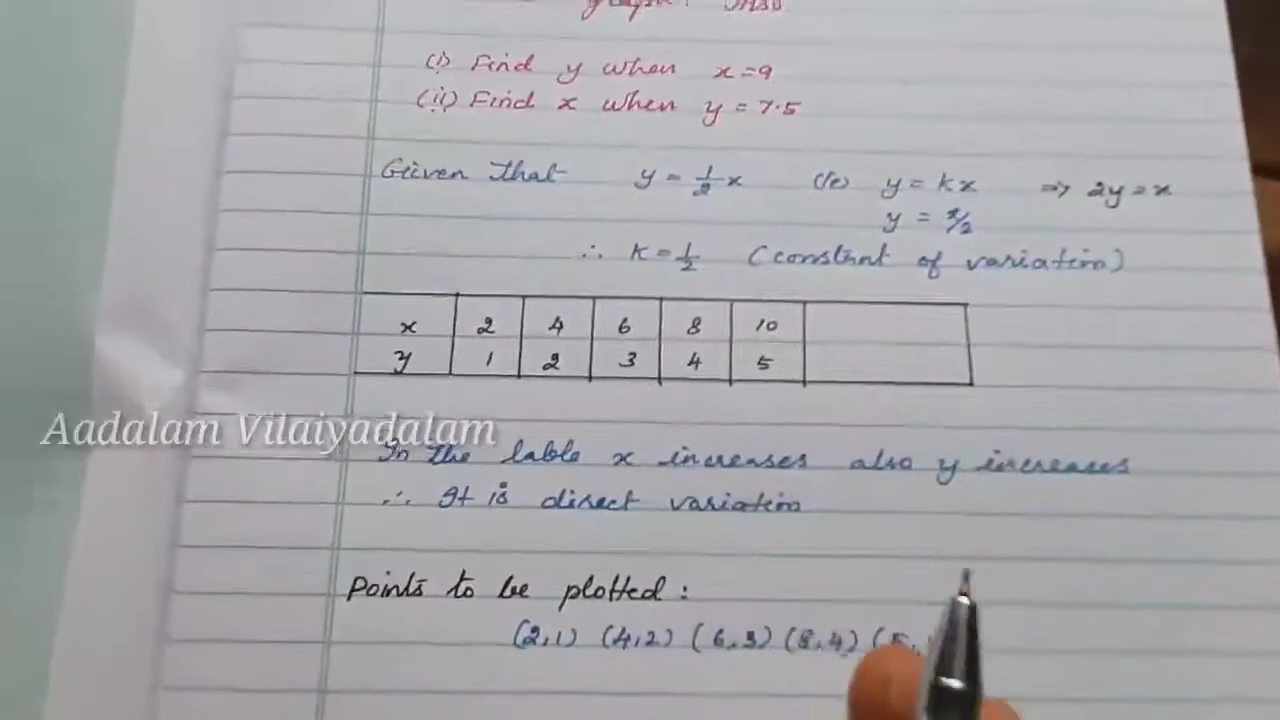 (i) Find y when x=9
(ii) Find x when y = 7.5
Given that y = 1/2 x (ie) y = kx ⇒ 2y = x
y = x/2
∴ k = 1/2 (constant of variation)
x 2 4 6 8 10
y 1 2 3 4 5
Aadalam Vilaiyadalam
In the table x increases also y increases
∴ It is direct variation
Points to be plotted :
(2,1) (4,2) (6,3) (8,4) (5,